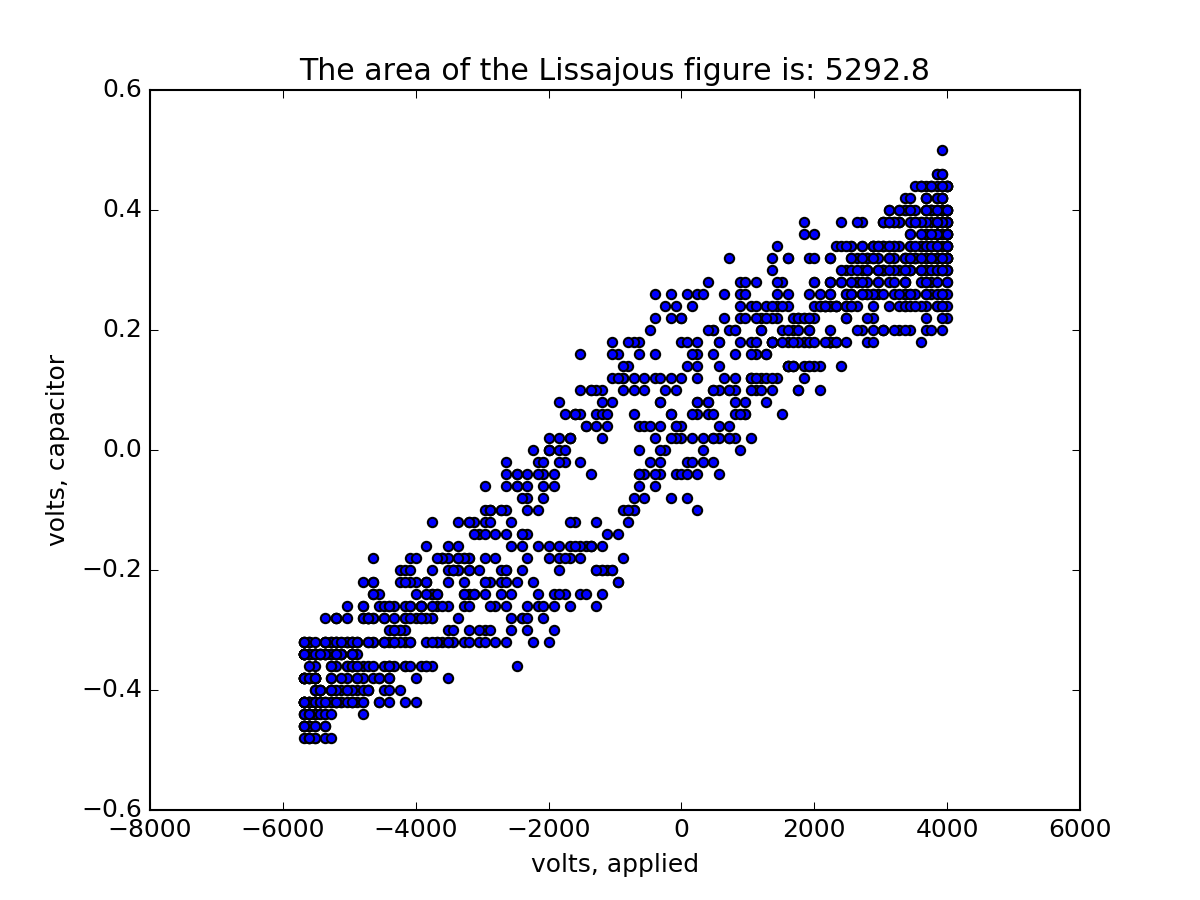 The area of the Lissajous figure is: 5292.8
0.6
0.4
0.2
0.0
−0.2
−0.4
−0.6
volts, capacitor
−8000 −6000 −4000 −2000 0 2000 4000 6000
volts, applied